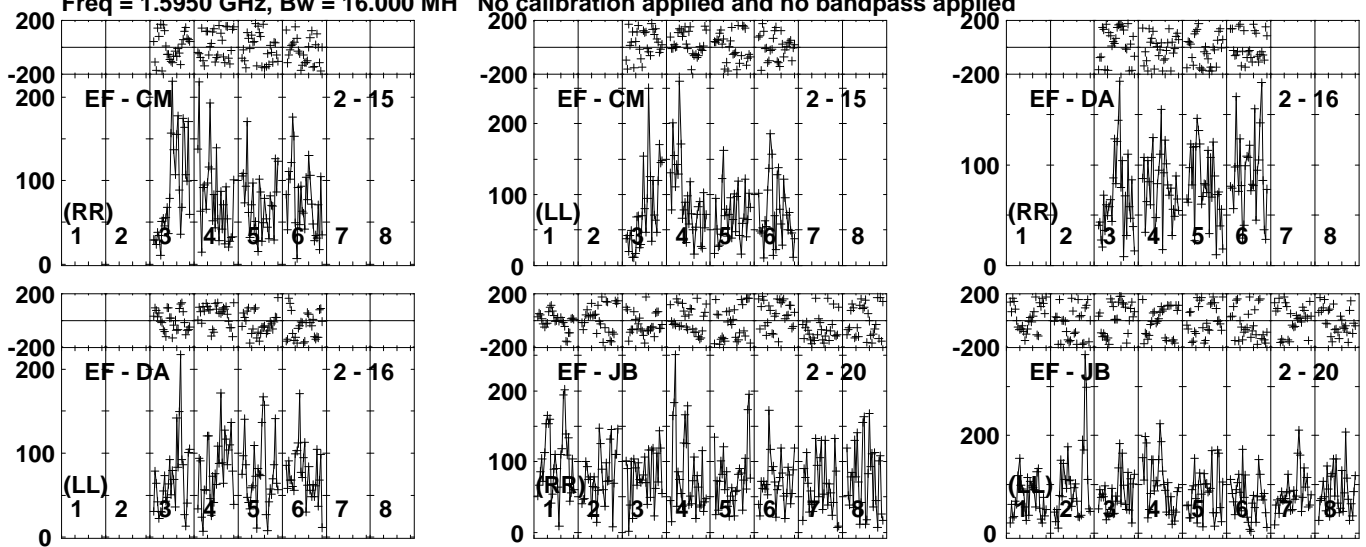 Freq = 1.5950 GHz, Bw = 16.000 MH No calibration applied and no bandpass applied
200
-200
200
100
0
EF - CM 2 - 15
(RR)
1 2 3 4 5 6 7 8
200
-200
200
100
0
EF - CM 2 - 15
(LL)
1 2 3 4 5 6 7 8
200
-200
100
0
EF - DA 2 - 16
(RR)
1 2 3 4 5 6 7 8
200
-200
200
100
0
EF - DA 2 - 16
(LL)
1 2 3 4 5 6 7 8
200
-200
200
100
0
EF - JB 2 - 20
(RR)
1 2 3 4 5 6 7 8
200
-200
200
0
EF - JB 2 - 20
(LL)
1 2 3 4 5 6 7 8